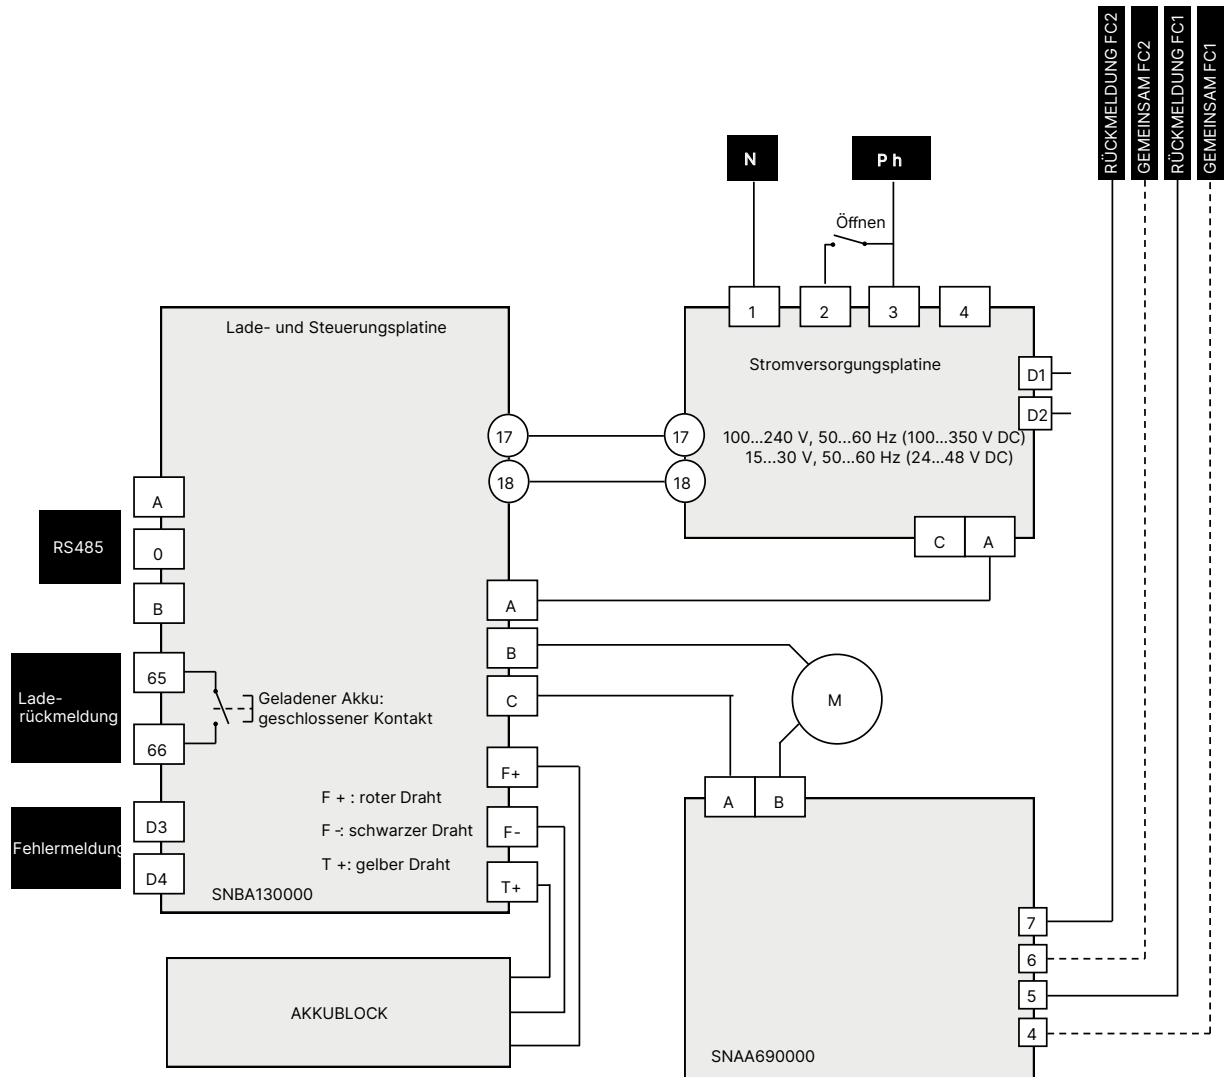 RÜCKMELDUNG FC2
GEMEINSAM FC2
RÜCKMELDUNG FC1
GEMEINSAM FC1
N
Ph
Öffnen
1
2
3
4
Lade- und Steuerungsplatine
Stromversorgungsplatine
D1
D2
17
17
100...240 V, 50...60 Hz (100...350 V DC)
15...30 V, 50...60 Hz (24...48 V DC)
18
18
A
RS485
0
B
C
A
A
B
C
65
Lade-
rückmeldung
66
Geladener Akku:
geschlossener Kontakt
M
F+
F-
T+
F + : roter Draht
F -: schwarzer Draht
T +: gelber Draht
D3
Fehlermeldung
D4
SNBA130000
A
B
7
6
5
4
AKKUBLOCK
SNAA690000